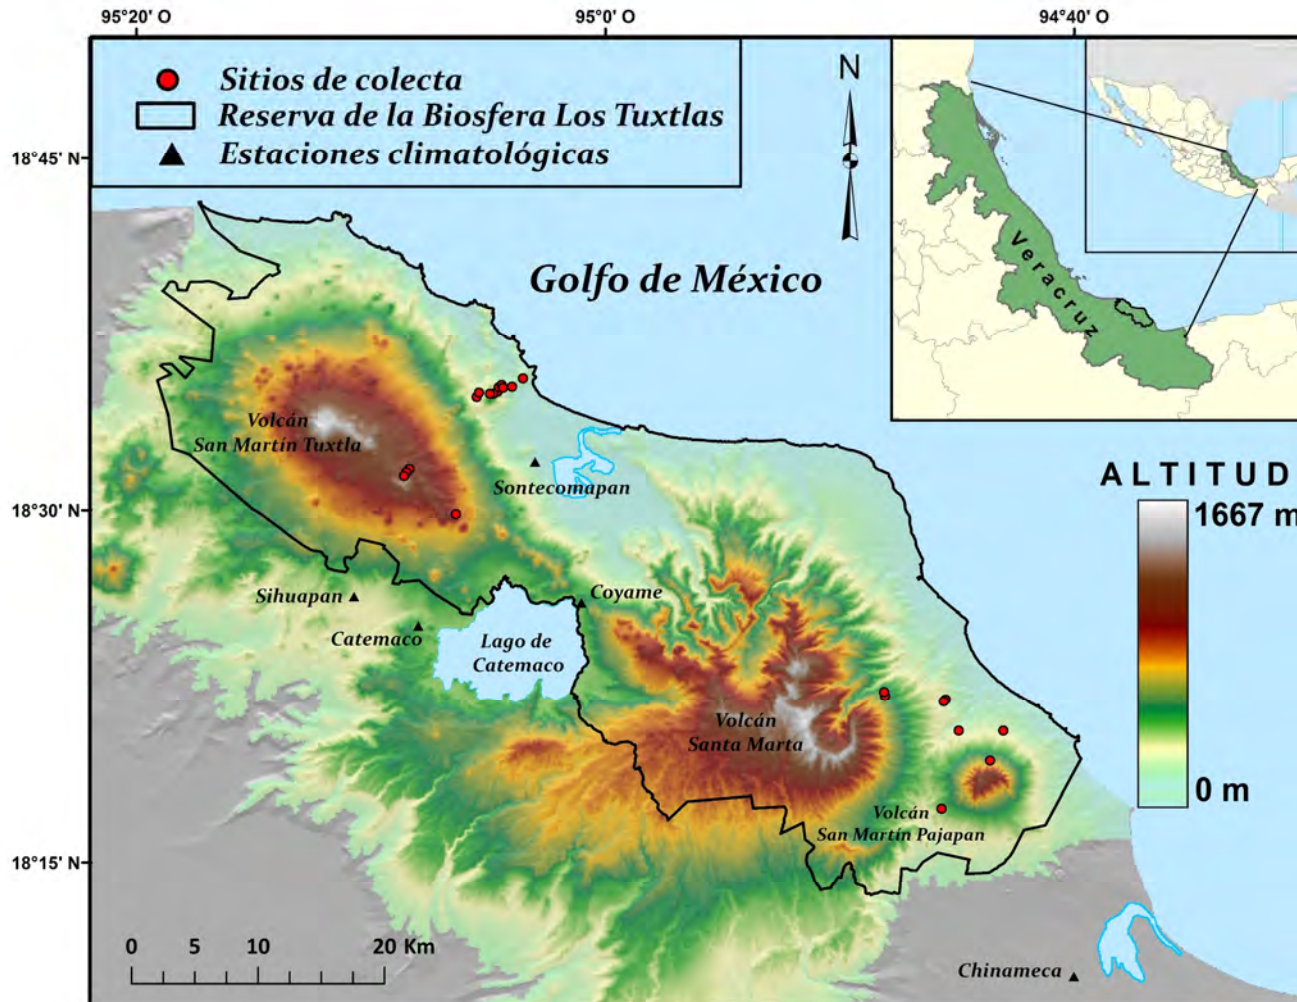 95°20' O
95°0' O
94°40' O
Sitios de colecta
Reserva de la Biosfera Los Tuxtlas
Estaciones climatológicas
N
18°45' N
Golfo de México
Veracruz
Volcán
San Martín Tuxtla
Sontecomapan
ALTITUD
1667 m
0 m
18°30' N
Sihuapan
Coyame
Catemaco
Lago de
Catemaco
Volcán
Santa Marta
Volcán
San Martín Pajapan
18°15' N
0 5 10 20 Km
Chinameca